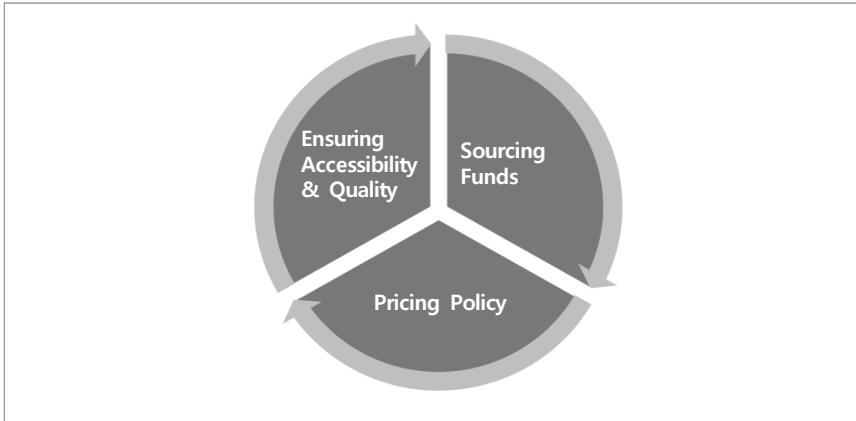 Ensuring
Accessibility
& Quality
Sourcing
Funds
Pricing Policy